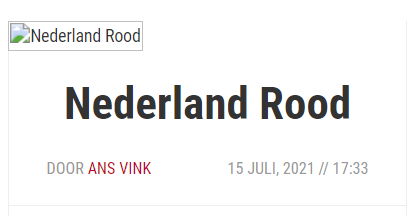 Nederland Rood
Nederland Rood
DOOR ANS VINK 15 JULI, 2021 // 17:33